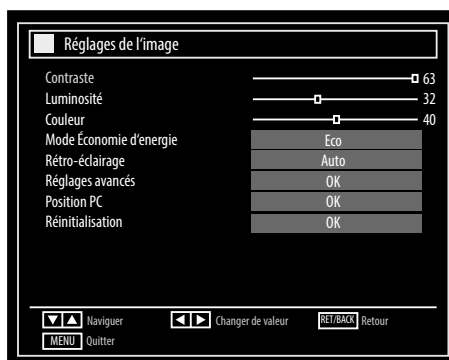 Réglages de l'image
Contraste 63
Luminosité 32
Couleur 40
Mode Économie d'energie Eco
Rétro-éclairage Auto
Réglages avancés OK
Position PC OK
Réinitialisation OK
Naviguer Changer de valeur RET/BACK Retour
MENU Quitter